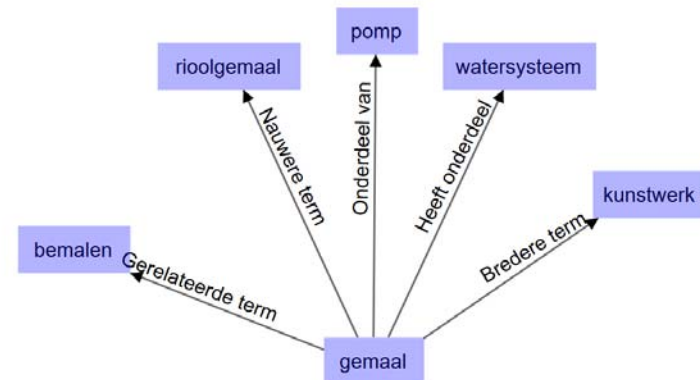 pomp
rioolgemaal
watersysteem
Nauwere term
Onderdeel van
Heeft onderdeel
kunstwerk
bemalen
Gerelateerde term
Bredere term
gemaal